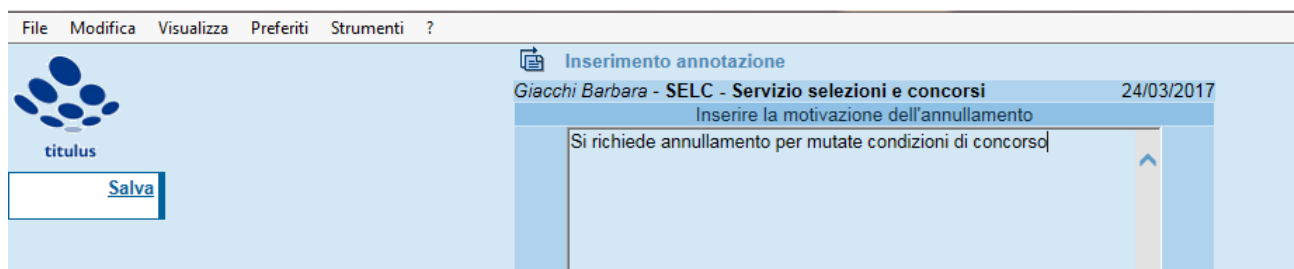 File Modifica Visualizza Preferiti Strumenti ?
Inserimento annotazione
Giacchi Barbara - SELC - Servizio selezioni e concorsi 24/03/2017
Inserire la motivazione dell'annullamento
Si richiede annullamento per mutate condizioni di concorso
titulus
Salva